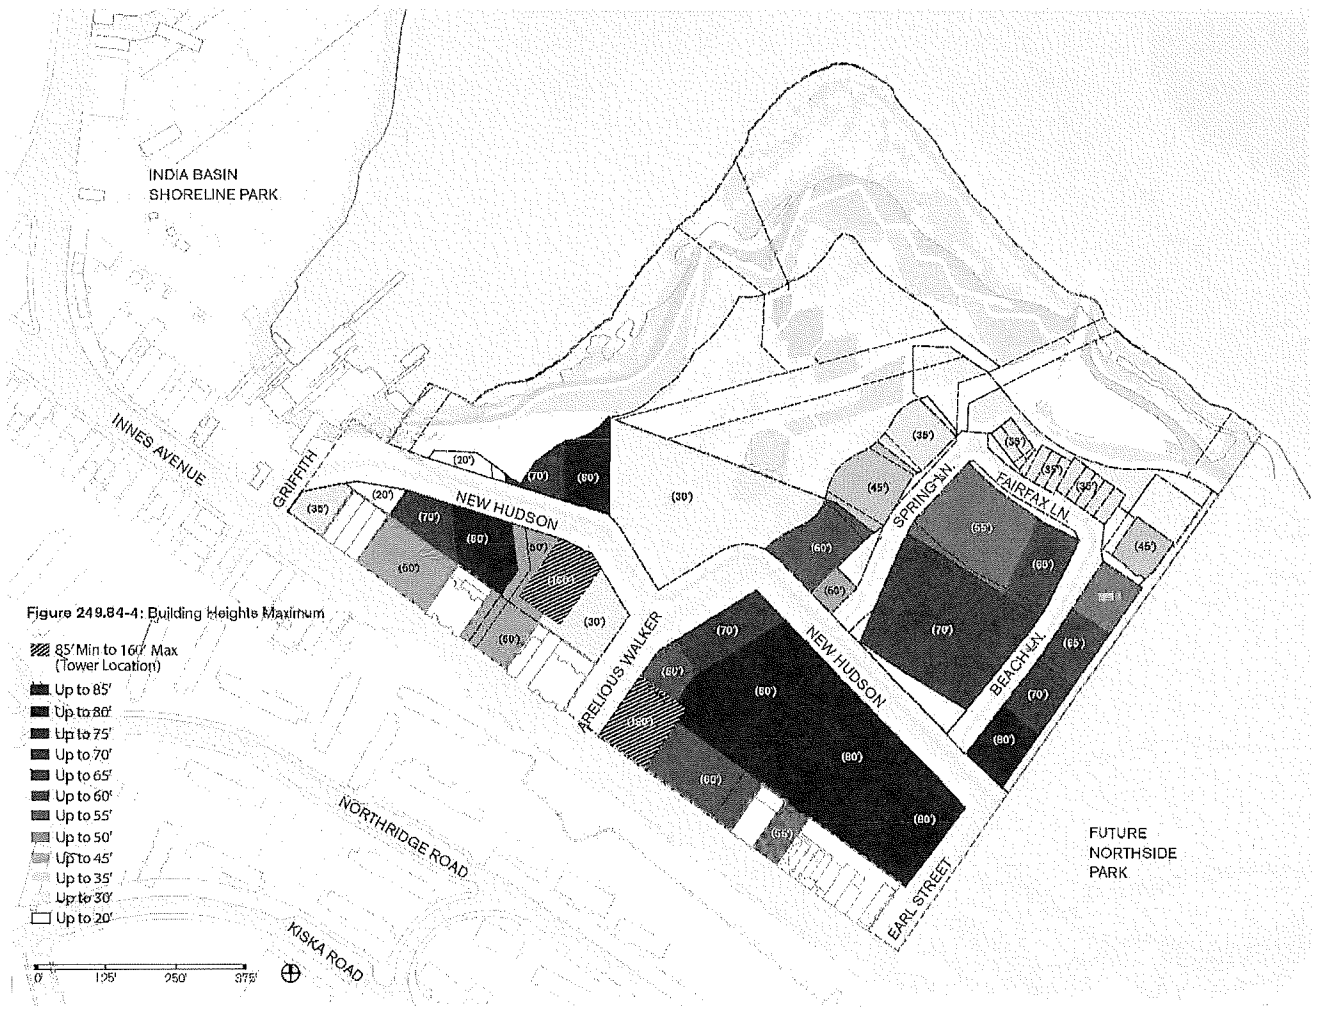 INDIA BASIN
SHORELINE PARK
INNES AVENUE
GRIFFITH
(35')
(20')
(20')
NEW HUDSON
(70')
(80')
(70')
(80')
(50')
(50')
(160')
(60')
(30')
(30')
ARELIOUS WALKER
(35')
(45')
(60')
(50')
SPRING LN.
(35')
(35')
(35')
FAIRFAX LN.
(55')
(65')
(70')
(45')
BEACH LN.
(65')
(70')
(80')
NEW HUDSON
(70')
(60')
(80')
(160')
(80')
(60')
(80')
(55')
EARL STREET
FUTURE
NORTHSIDE
PARK
Figure 249.84-4: Building Heights Maximum
85' Min to 160' Max
(Tower Location)
Up to 85'
Up to 80'
Up to 75'
Up to 70'
Up to 65'
Up to 60'
Up to 55'
Up to 50'
Up to 45'
Up to 35'
Up to 30'
Up to 20'
NORTHRIDGE ROAD
KISKA ROAD
0' 125' 250' 375'